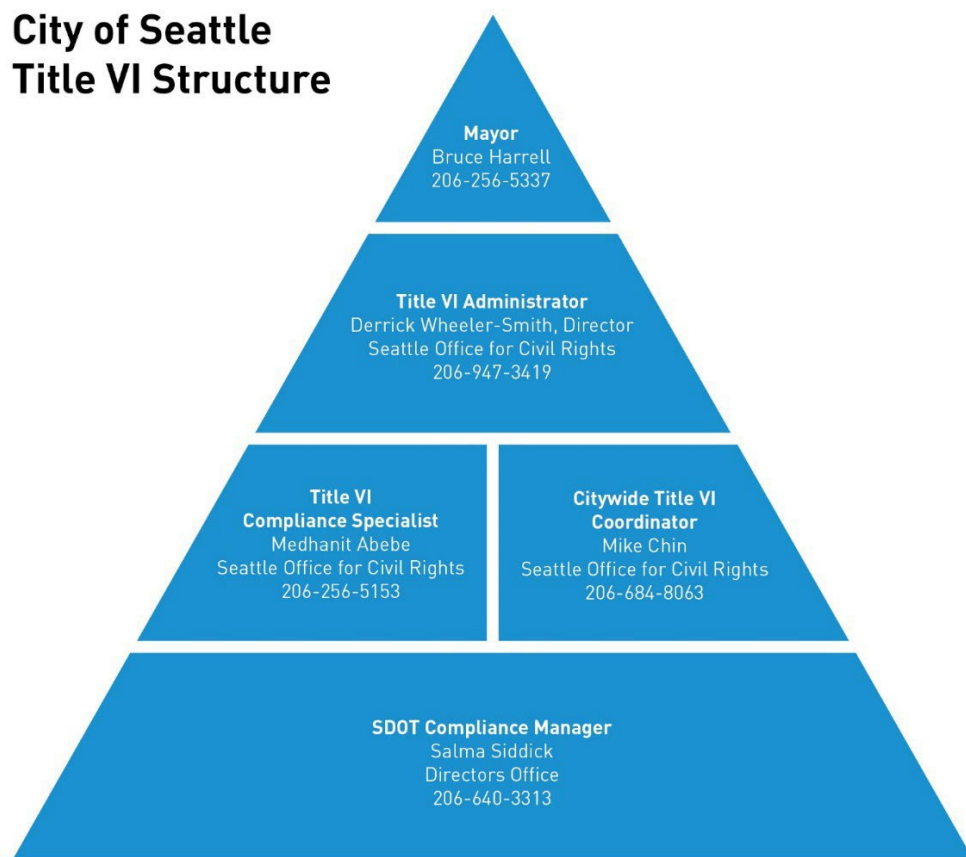 City of Seattle
Title VI Structure
Mayor
Bruce Harrell
206-256-5337
Title VI Administrator
Derrick Wheeler-Smith, Director
Seattle Office for Civil Rights
206-947-3419
Title VI
Compliance Specialist
Medhanit Abebe
Seattle Office for Civil Rights
206-256-5153
Citywide Title VI
Coordinator
Mike Chin
Seattle Office for Civil Rights
206-684-8063
SDOT Compliance Manager
Salma Siddick
Directors Office
206-640-3313